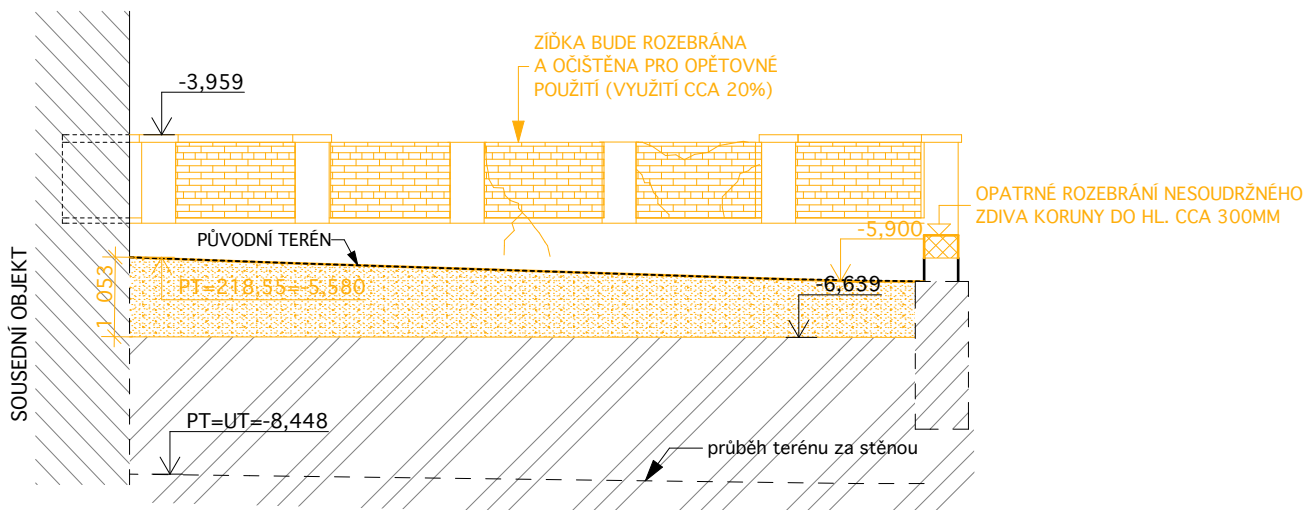 ZÍĎKA BUDE ROZEBRÁNA
A OČIŠTĚNA PRO OPĚTOVNÉ
POUŽITÍ (VYUŽITÍ CCA 20%)
-3,959
OPATRNÉ ROZEBRÁNÍ NESOUDRŽNÉHO
ZDIVA KORUNY DO HL. CCA 300MM
-5,900
PŮVODNÍ TERÉN
PT=218,55=-5,580
-6,639
1 053
SOUSEDNÍ OBJEKT
PT=UT=-8,448
průběh terénu za stěnou